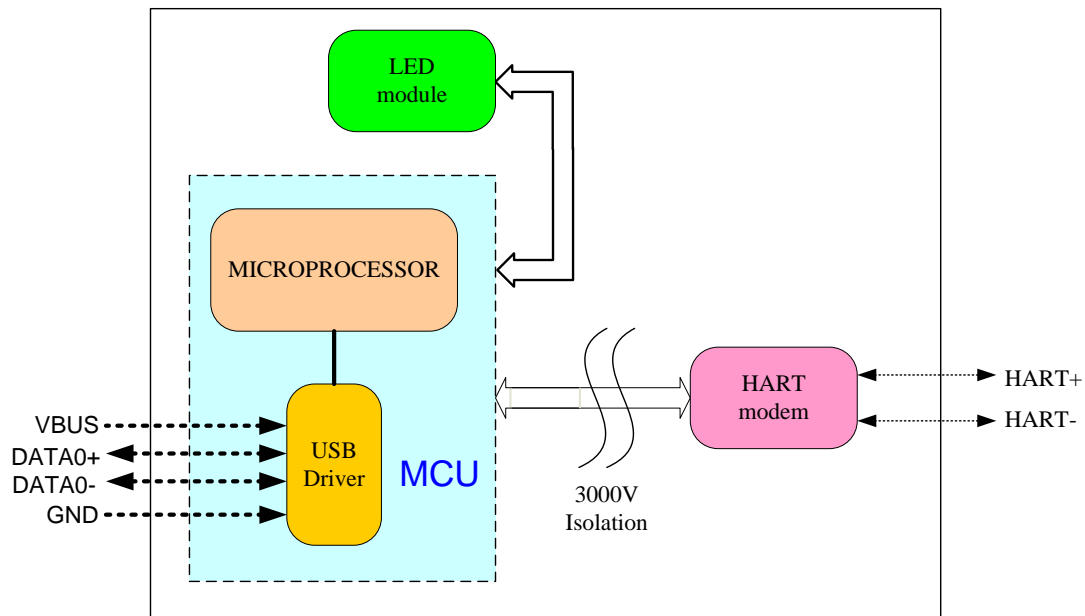 LED
module
MICROPROCESSOR
HART
modem
HART+
HART-
VBUS
DATA0+
DATA0-
GND
USB
Driver
MCU
3000V
Isolation